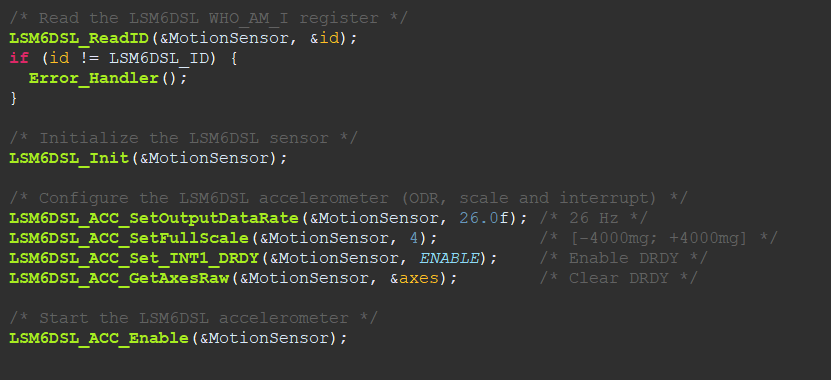 /* Read the LSM6DSL WHO_AM_I register */
LSM6DSL_ReadID(&MotionSensor, &id);
if (id != LSM6DSL_ID) {
  Error_Handler();
}

/* Initialize the LSM6DSL sensor */
LSM6DSL_Init(&MotionSensor);

/* Configure the LSM6DSL accelerometer (ODR, scale and interrupt) */
LSM6DSL_ACC_SetOutputDataRate(&MotionSensor, 26.0f); /* 26 Hz */
LSM6DSL_ACC_SetFullScale(&MotionSensor, 4);          /* [-4000mg; +4000mg] */
LSM6DSL_ACC_Set_INT1_DRDY(&MotionSensor, ENABLE);    /* Enable DRDY */
LSM6DSL_ACC_GetAxesRaw(&MotionSensor, &axes);        /* Clear DRDY */

/* Start the LSM6DSL accelerometer */
LSM6DSL_ACC_Enable(&MotionSensor);